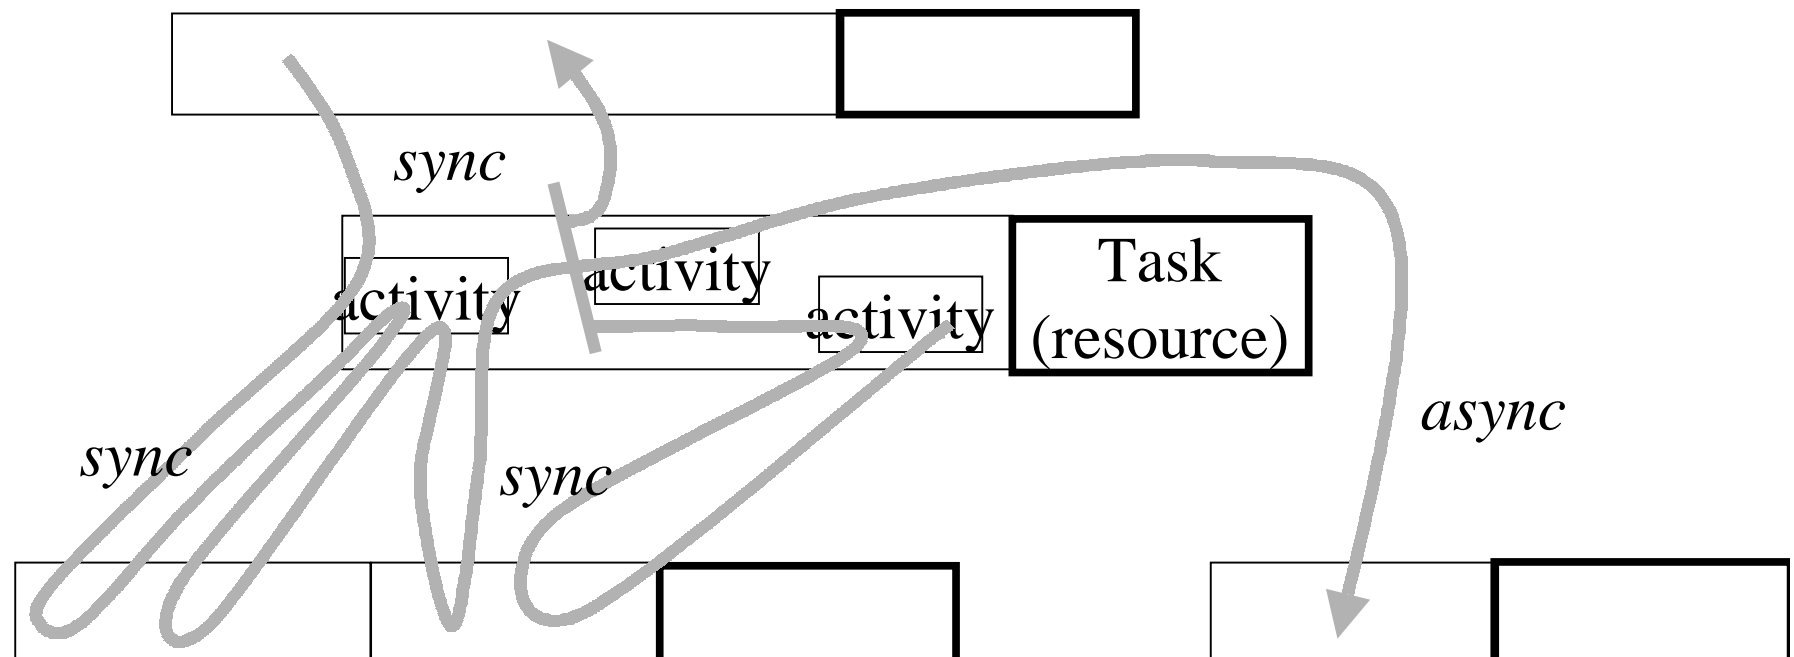 sync
activity
activity
activity
Task
(resource)
async
sync
sync